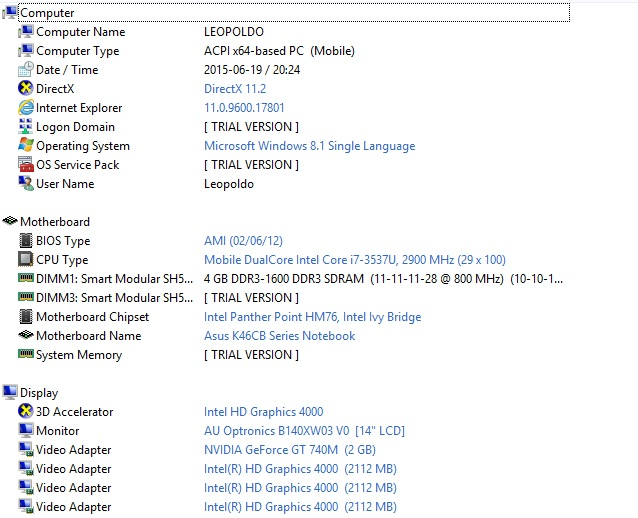 Computer
Computer Name LEOPOLDO
Computer Type ACPI x64-based PC (Mobile)
Date / Time 2015-06-19 / 20:24
DirectX DirectX 11.2
Internet Explorer 11.0.9600.17801
Logon Domain [ TRIAL VERSION ]
Operating System Microsoft Windows 8.1 Single Language
OS Service Pack [ TRIAL VERSION ]
User Name Leopoldo
Motherboard
BIOS Type AMI (02/06/12)
CPU Type Mobile DualCore Intel Core i7-3537U, 2900 MHz (29 x 100)
DIMM1: Smart Modular SH5... 4 GB DDR3-1600 DDR3 SDRAM (11-11-11-28 @ 800 MHz) (10-10-1...
DIMM3: Smart Modular SH5... [ TRIAL VERSION ]
Motherboard Chipset Intel Panther Point HM76, Intel Ivy Bridge
Motherboard Name Asus K46CB Series Notebook
System Memory [ TRIAL VERSION ]
Display
3D Accelerator Intel HD Graphics 4000
Monitor AU Optronics B140XW03 V0 [14" LCD]
Video Adapter NVIDIA GeForce GT 740M (2 GB)
Video Adapter Intel(R) HD Graphics 4000 (2112 MB)
Video Adapter Intel(R) HD Graphics 4000 (2112 MB)
Video Adapter Intel(R) HD Graphics 4000 (2112 MB)